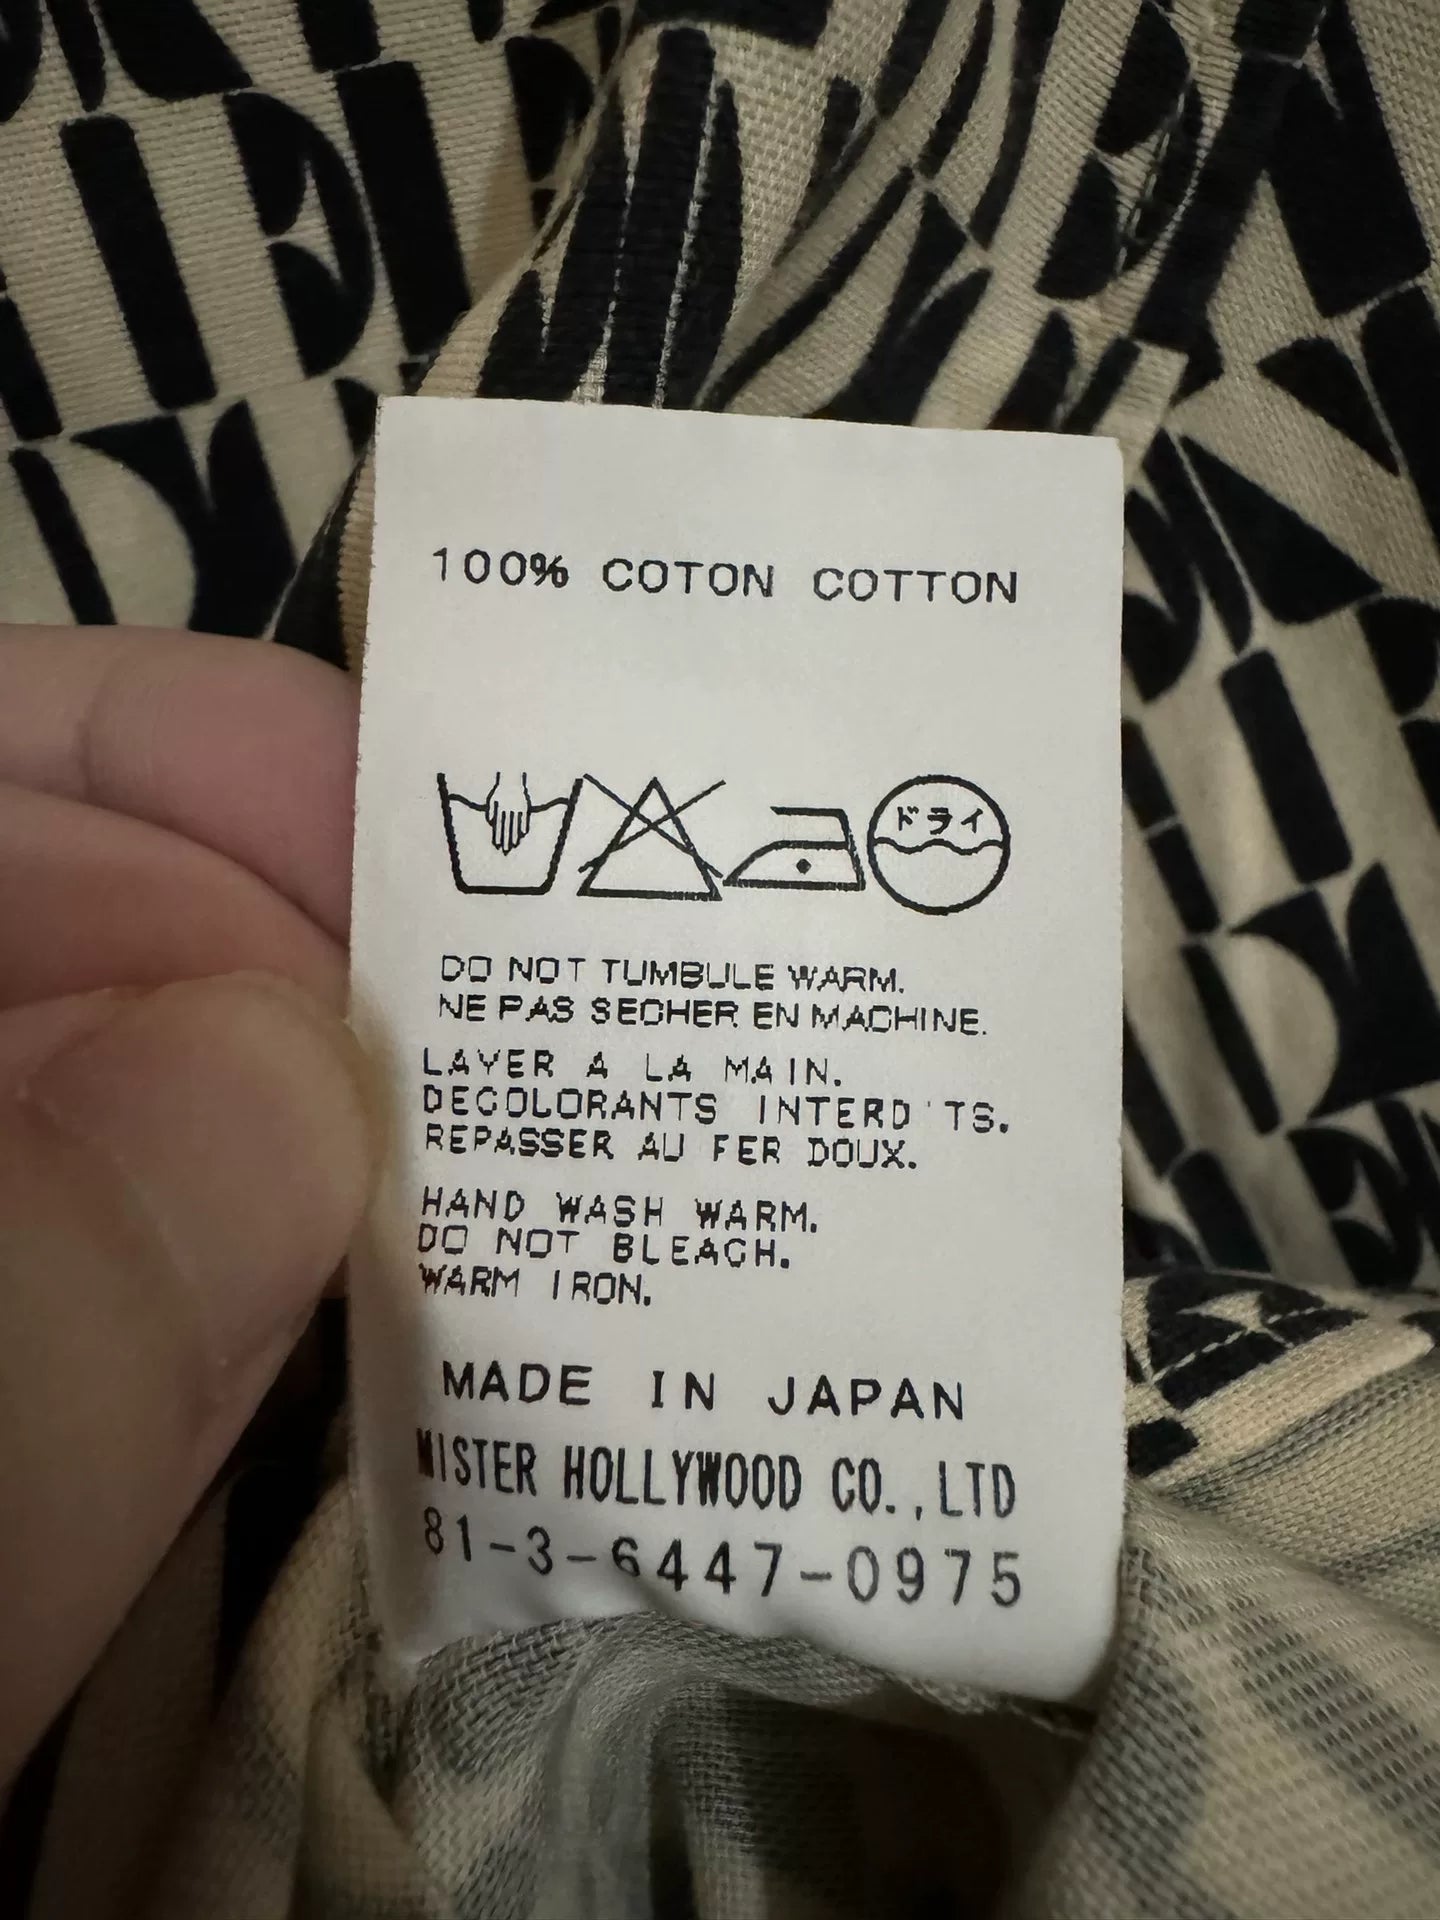 100% COTON COTTON
ドライ
DO NOT TUMBULE WARM.
NE PAS SECHER EN MACHINE.
LAVER A LA MAIN.
DECOLORANTS INTERD TS.
REPASSER AU FER DOUX.
HAND WASH WARM.
DO NOT BLEACH.
WARM IRON.
MADE IN JAPAN
MISTER HOLLYWOOD CO.,LTD
81-3-6447-0975